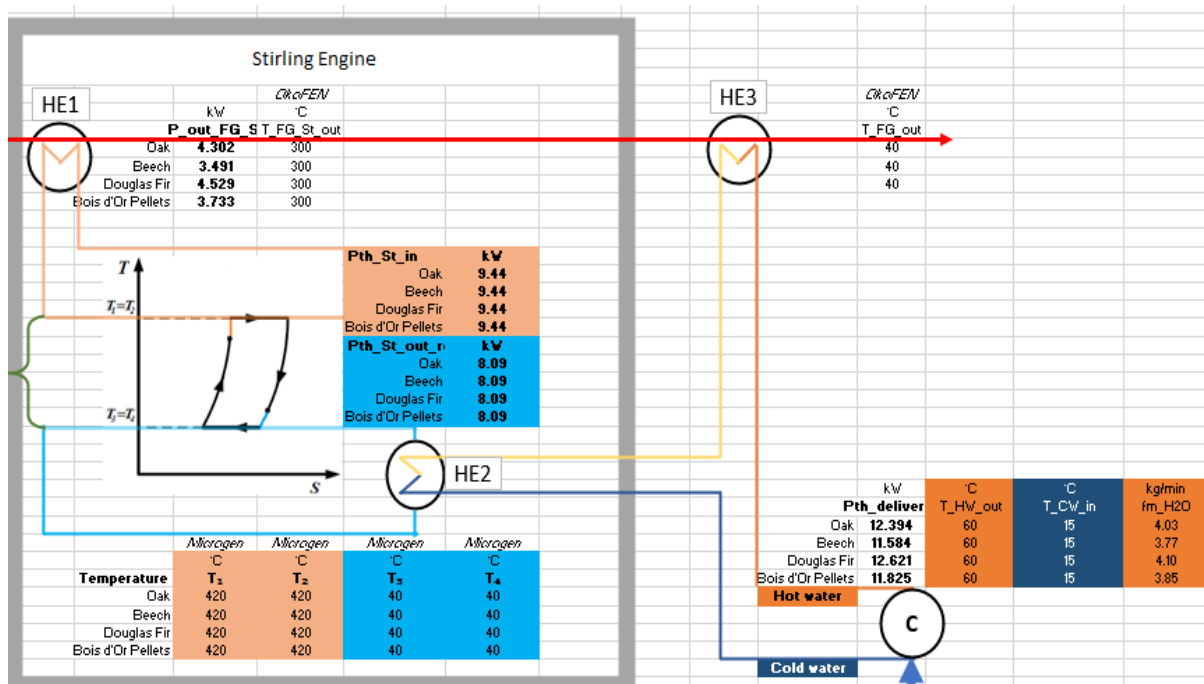 Stirling Engine
HE1
ÖkoFEN
kW °C
P_out_FG_S T_FG_St_out
Oak 4.302 300
Beech 3.491 300
Douglas Fir 4.529 300
Bois d'Or Pellets 3.733 300
HE3
ÖkoFEN
°C
T_FG_out
40
40
40
Pth_St_in kW
Oak 9.44
Beech 9.44
Douglas Fir 9.44
Bois d'Or Pellets 9.44
Pth_St_out_r kW
Oak 8.09
Beech 8.09
Douglas Fir 8.09
Bois d'Or Pellets 8.09
T
T₁=T₂
T₃=T₄
S
HE2
Microgen Microgen Microgen Microgen
°C °C °C °C
Temperature T₁ T₂ T₃ T₄
Oak 420 420 40 40
Beech 420 420 40 40
Douglas Fir 420 420 40 40
Bois d'Or Pellets 420 420 40 40
kW °C °C kg/min
Pth_deliver T_HW_out T_CW_in fm_H2O
Oak 12.394 60 15 4.03
Beech 11.584 60 15 3.77
Douglas Fir 12.621 60 15 4.10
Bois d'Or Pellets 11.825 60 15 3.85
Hot water
C
Cold water